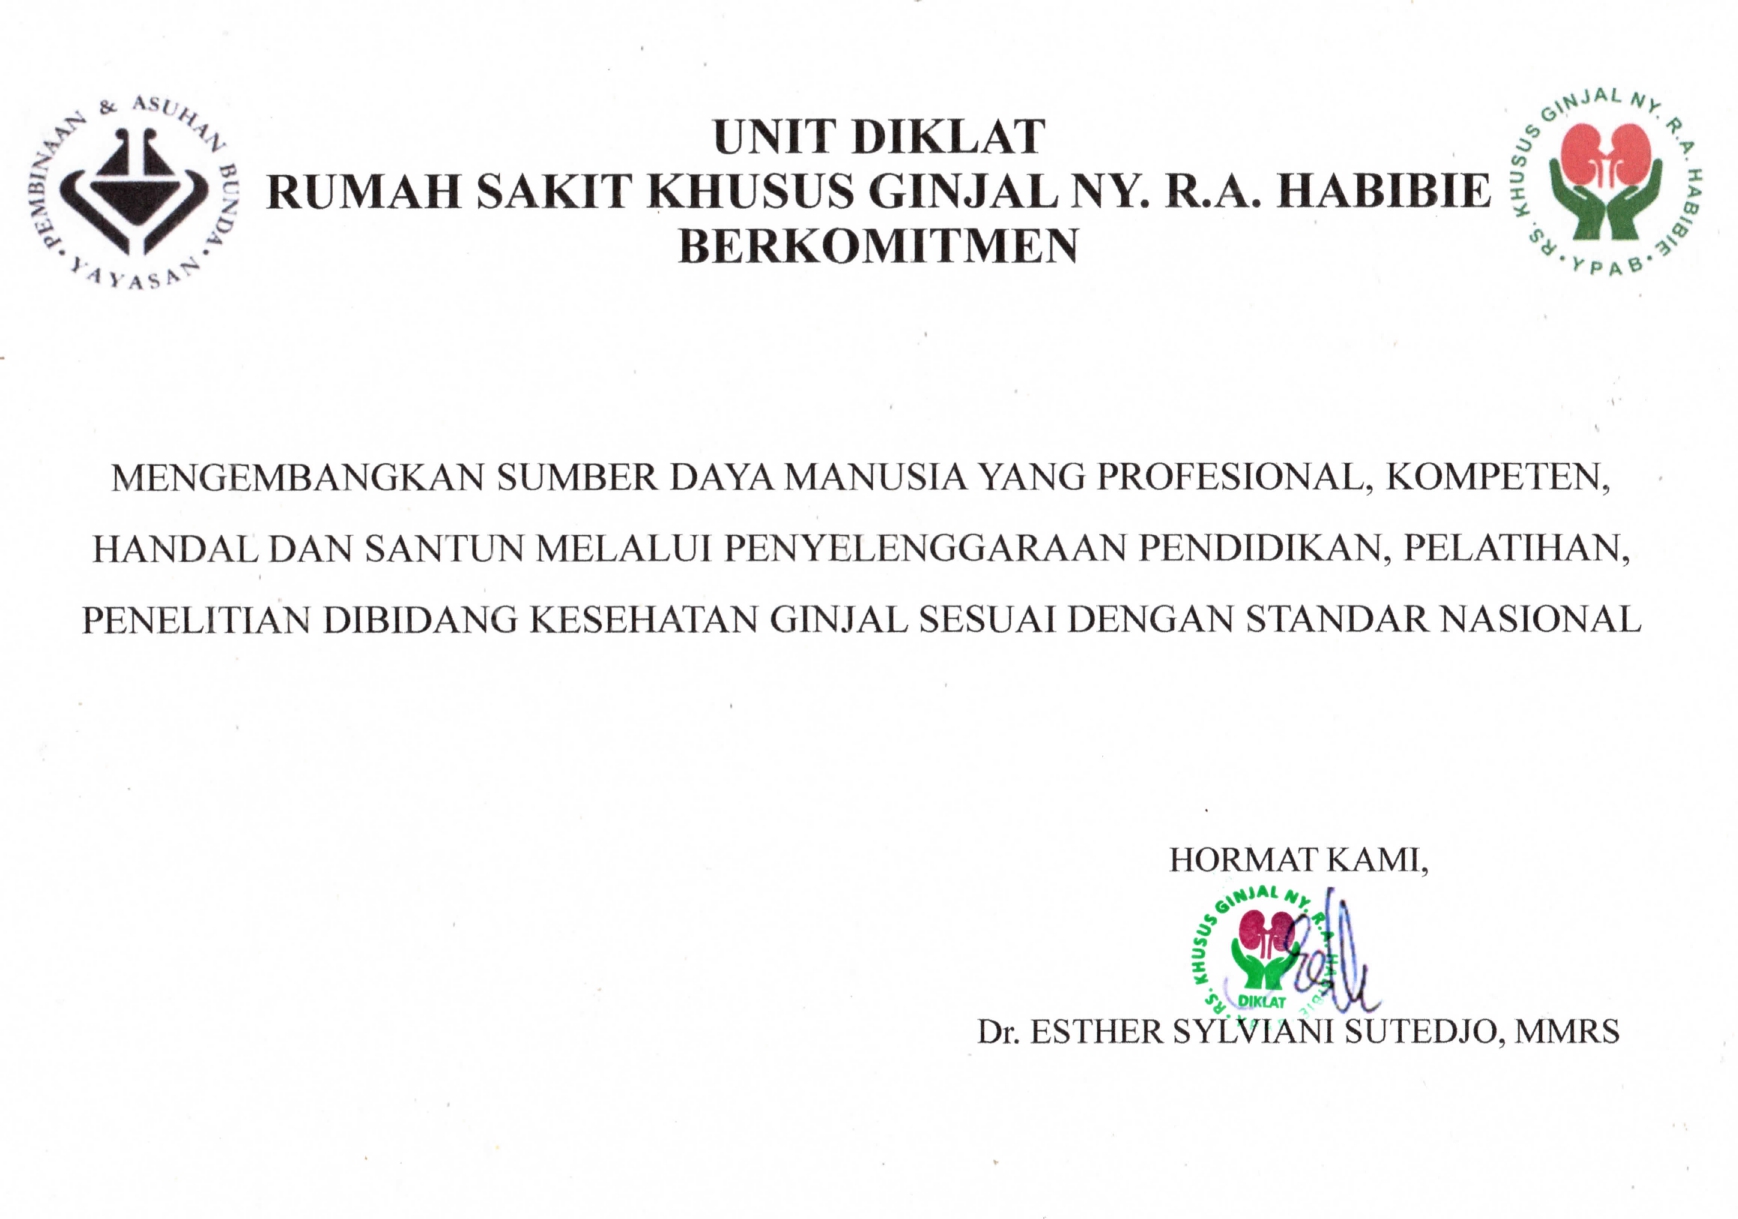 PEMBINAAN & ASUHAN BUNDA
YAYASAN
UNIT DIKLAT
RUMAH SAKIT KHUSUS GINJAL NY. R.A. HABIBIE
BERKOMITMEN
RS. KHUSUS GINJAL NY. R.A. HABIBIE
YPAB
MENGEMBANGKAN SUMBER DAYA MANUSIA YANG PROFESIONAL, KOMPETEN,
HANDAL DAN SANTUN MELALUI PENYELENGGARAAN PENDIDIKAN, PELATIHAN,
PENELITIAN DIBIDANG KESEHATAN GINJAL SESUAI DENGAN STANDAR NASIONAL
HORMAT KAMI,
RS. KHUSUS GINJAL NY. R.A. HABIBIE
DIKLAT
Dr. ESTHER SYLVIANI SUTEDJO, MMRS